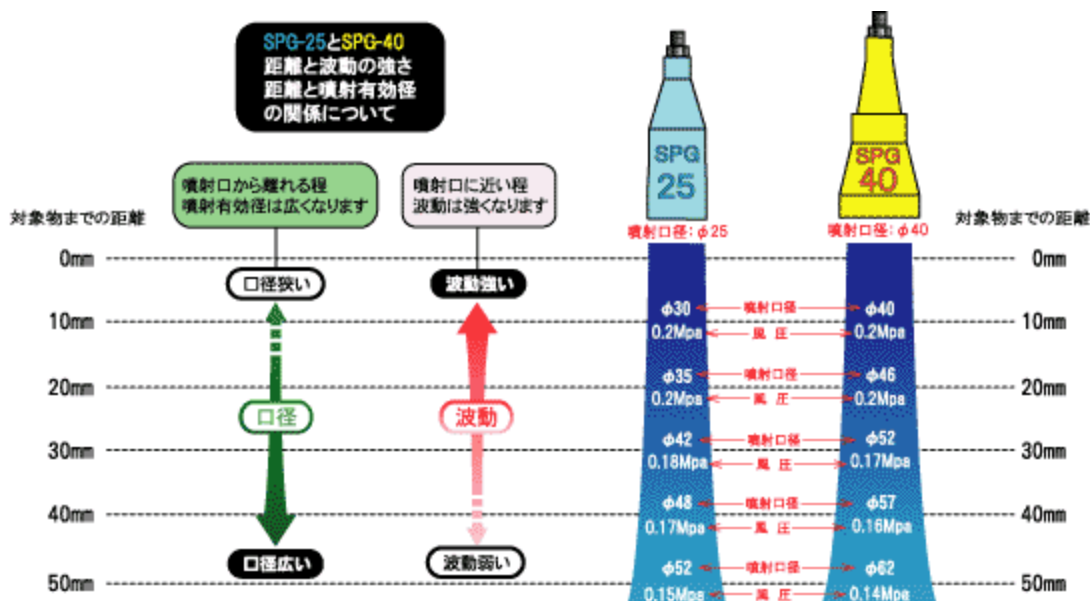 SPG-25とSPG-40
距離と波動の強さ
距離と噴射有効径
の関係について
噴射口から離れる程
噴射有効径は広くなります
噴射口に近い程
波動は強くなります
SPG
25
SPG
40
対象物までの距離
噴射口径:φ25
噴射口径:φ40
対象物までの距離
0mm
0mm
口径狭い
波動強い
φ30
噴射口径
φ40
10mm
10mm
0.2Mpa
風圧
0.2Mpa
φ35
噴射口径
φ46
20mm
20mm
0.2Mpa
風圧
0.2Mpa
口径
波動
φ42
噴射口径
φ52
30mm
30mm
0.18Mpa
風圧
0.17Mpa
φ48
噴射口径
φ57
40mm
40mm
0.17Mpa
風圧
0.16Mpa
口径広い
波動弱い
φ52
噴射口径
φ62
50mm
50mm
0.15Mpa
風圧
0.14Mpa